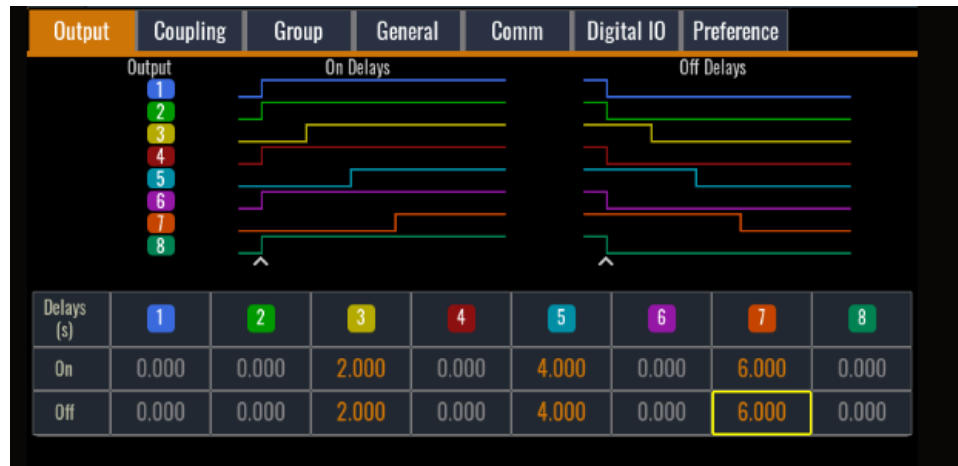 Output Coupling Group General Comm Digital IO Preference
Output On Delays Off Delays
1
2
3
4
5
6
7
8
Delays (s) 1 2 3 4 5 6 7 8
On 0.000 0.000 2.000 0.000 4.000 0.000 6.000 0.000
Off 0.000 0.000 2.000 0.000 4.000 0.000 6.000 0.000